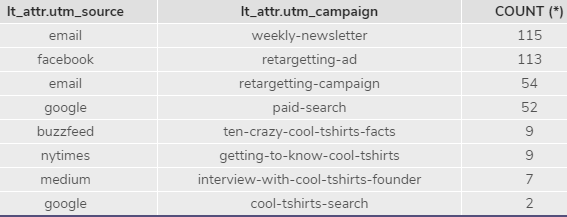 lt_attr.utm_source lt_attr.utm_campaign COUNT (*)
email weekly-newsletter 115
facebook retargetting-ad 113
email retargetting-campaign 54
google paid-search 52
buzzfeed ten-crazy-cool-tshirts-facts 9
nytimes getting-to-know-cool-tshirts 9
medium interview-with-cool-tshirts-founder 7
google cool-tshirts-search 2